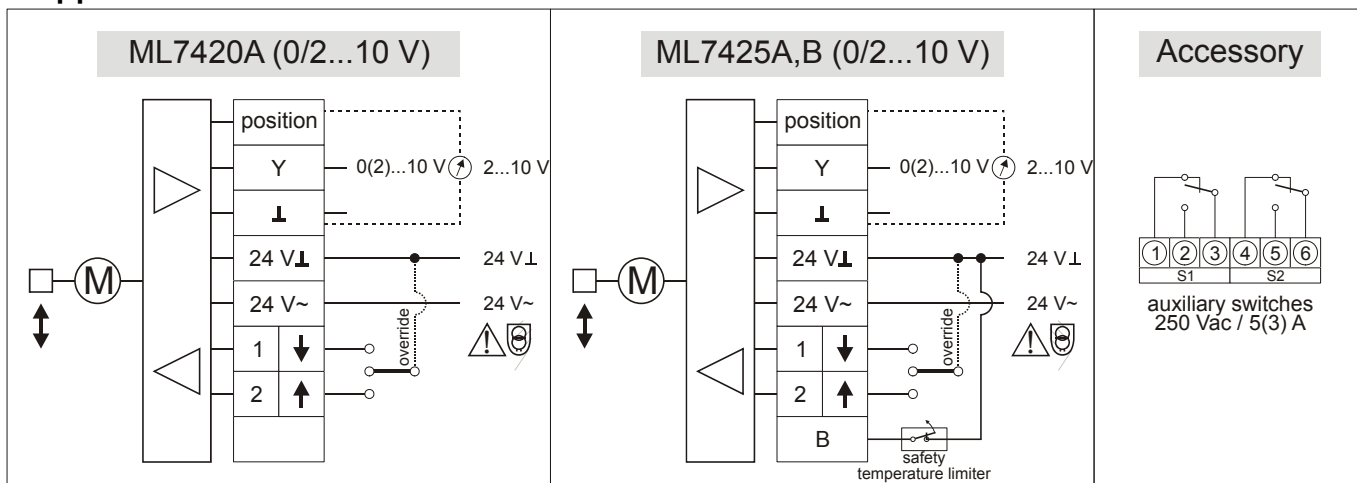 ML7420A (0/2...10 V)
position
Y
0(2)...10 V
2...10 V
⊥
24 V⊥
24 V⊥
24 V~
24 V~
1
2
override
M
ML7425A,B (0/2...10 V)
position
Y
0(2)...10 V
2...10 V
⊥
24 V⊥
24 V⊥
24 V~
24 V~
1
2
override
B
M
safety
temperature limiter
Accessory
1 2 3 4 5 6
S1 S2
auxiliary switches
250 Vac / 5(3) A